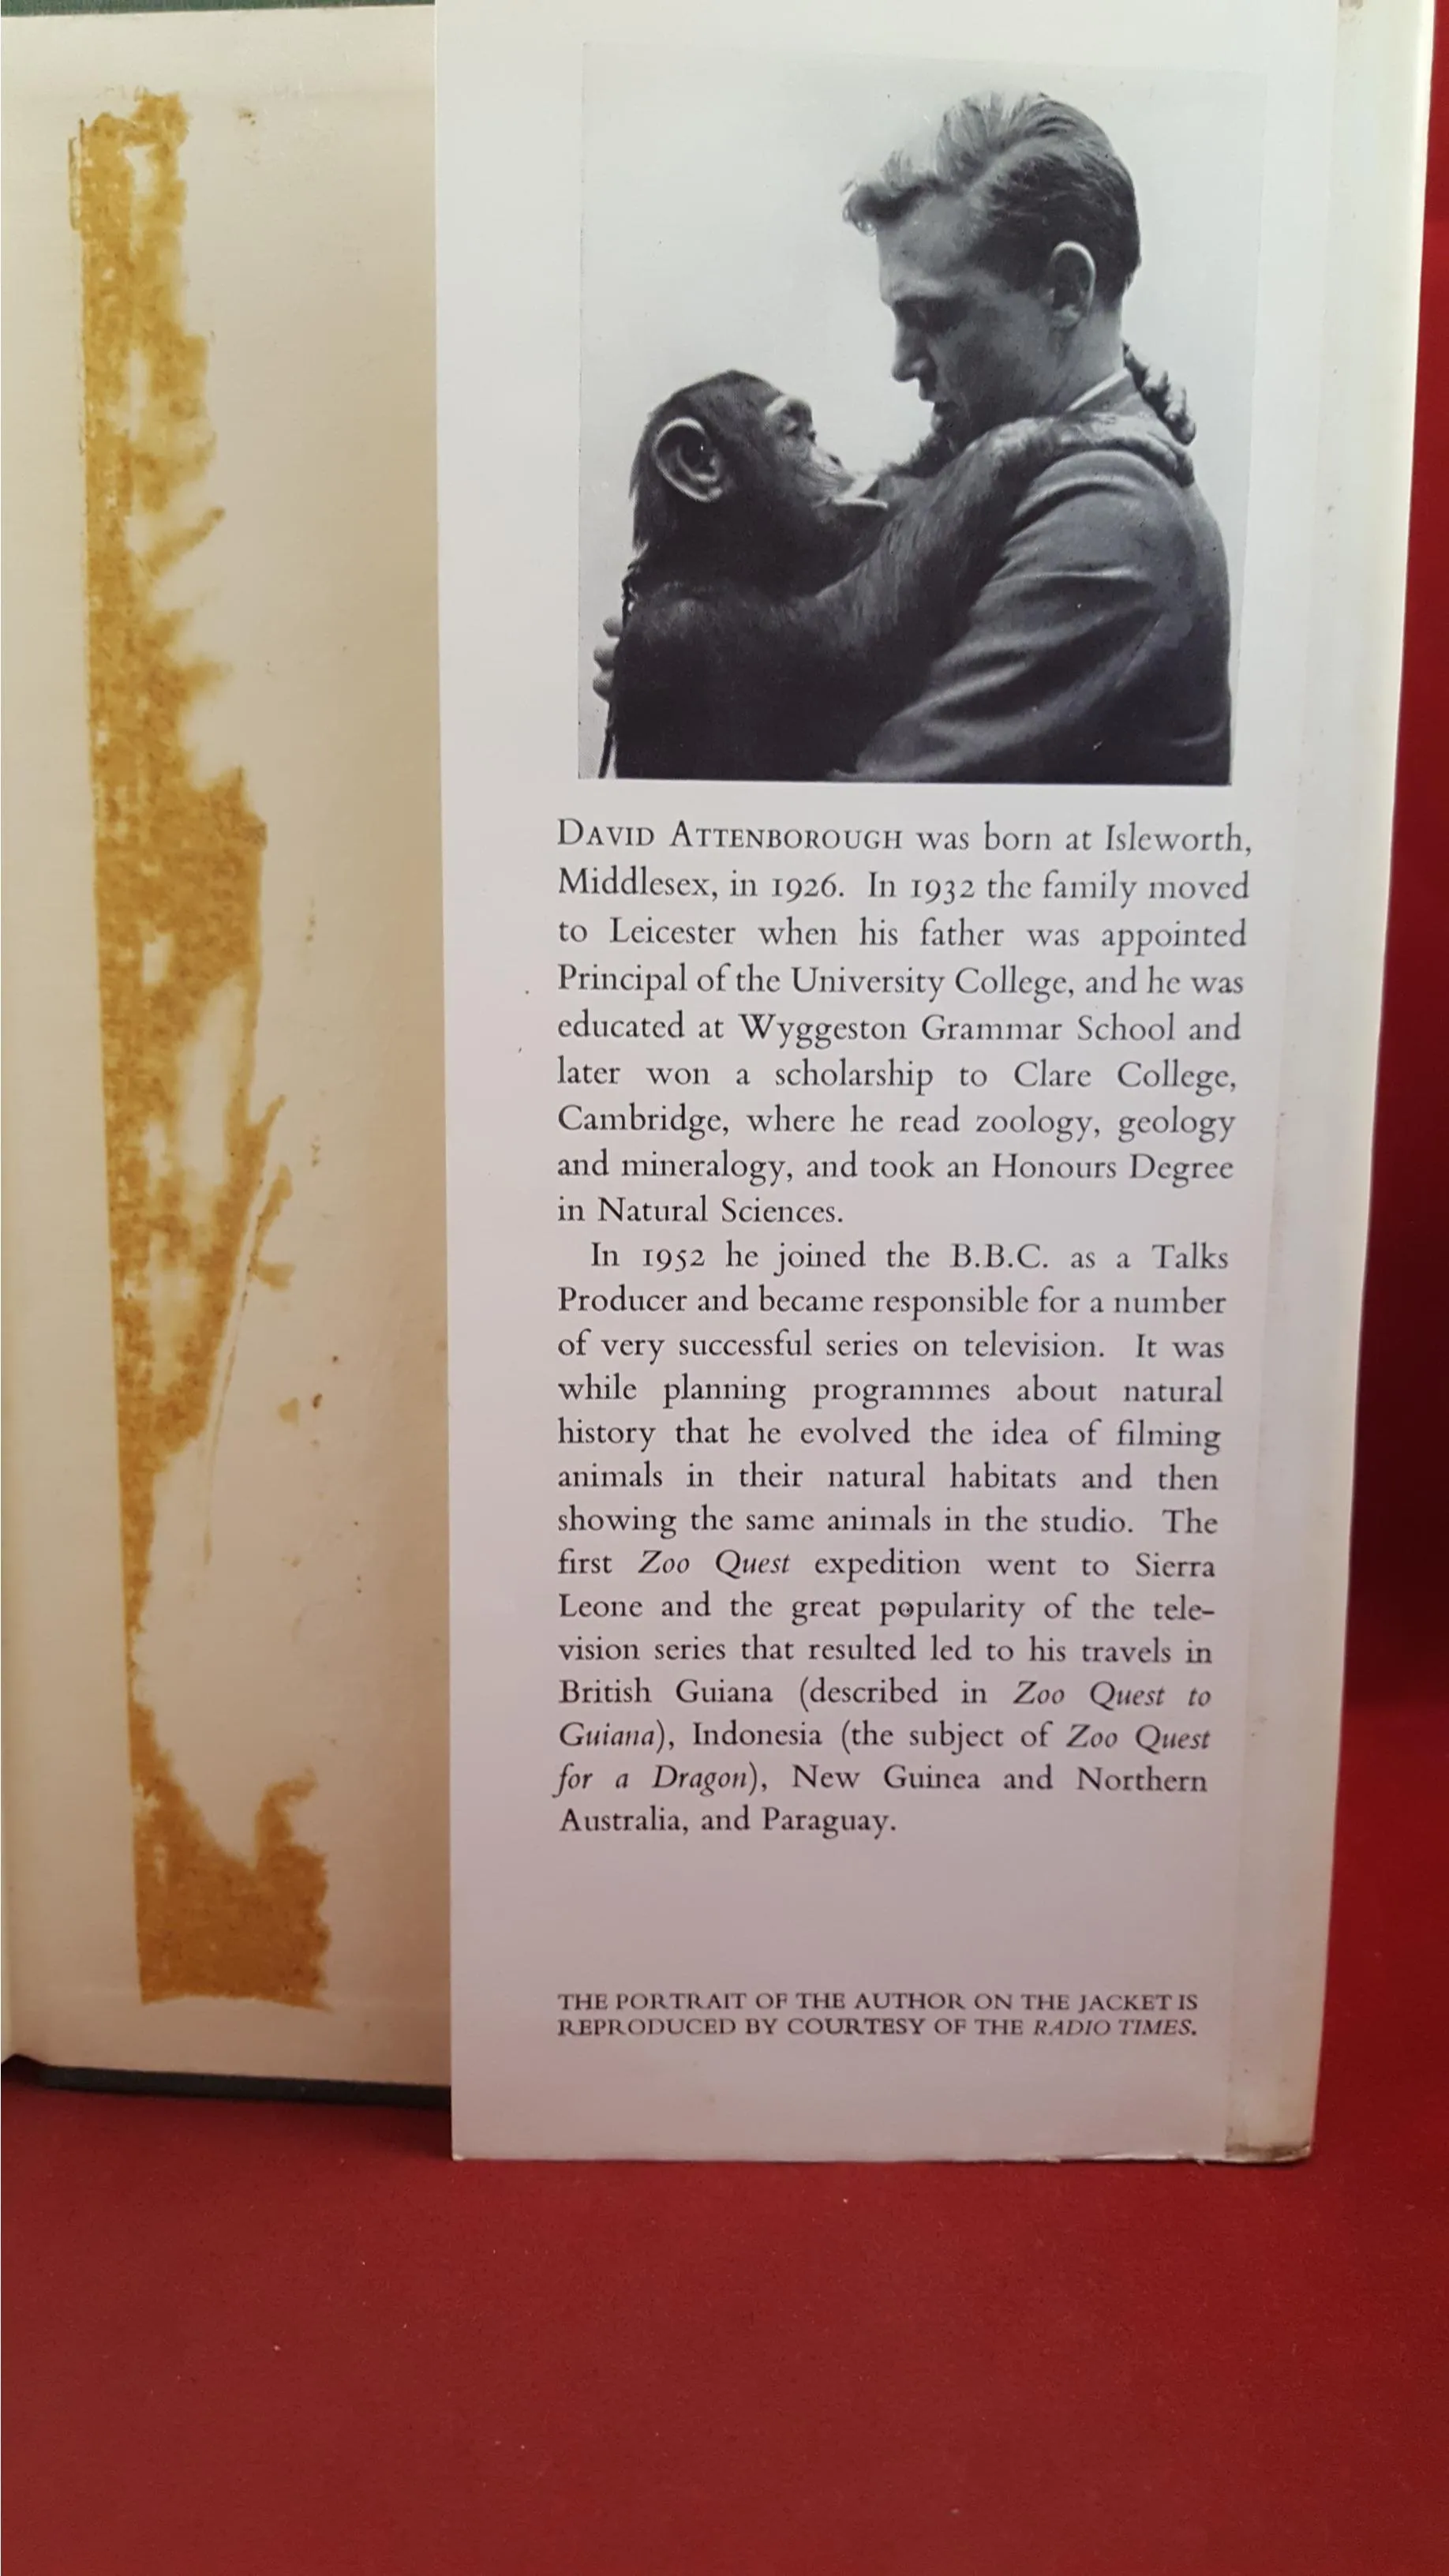 DAVID ATTENBOROUGH was born at Isleworth,
Middlesex, in 1926. In 1932 the family moved
to Leicester when his father was appointed
Principal of the University College, and he was
educated at Wyggeston Grammar School and
later won a scholarship to Clare College,
Cambridge, where he read zoology, geology
and mineralogy, and took an Honours Degree
in Natural Sciences.
In 1952 he joined the B.B.C. as a Talks
Producer and became responsible for a number
of very successful series on television. It was
while planning programmes about natural
history that he evolved the idea of filming
animals in their natural habitats and then
showing the same animals in the studio. The
first Zoo Quest expedition went to Sierra
Leone and the great popularity of the tele-
vision series that resulted led to his travels in
British Guiana (described in Zoo Quest to
Guiana), Indonesia (the subject of Zoo Quest
for a Dragon), New Guinea and Northern
Australia, and Paraguay.
THE PORTRAIT OF THE AUTHOR ON THE JACKET IS
REPRODUCED BY COURTESY OF THE RADIO TIMES.